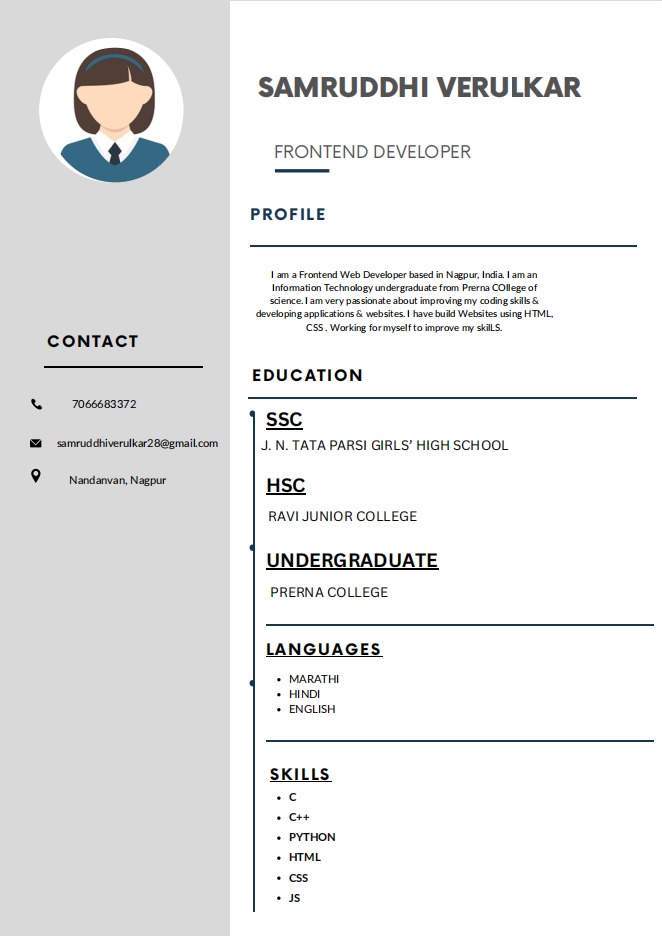 SAMRUDDHI VERULKAR
FRONTEND DEVELOPER
PROFILE
I am a Frontend Web Developer based in Nagpur, India. I am an
Information Technology undergraduate from Prerna COllege of
science. I am very passionate about improving my coding skills &
developing applications & websites. I have build Websites using HTML,
CSS . Working for myself to improve my skilLS.
CONTACT
7066683372
samruddhiverulkar28@gmail.com
Nandanvan, Nagpur
EDUCATION
SSC
J. N. TATA PARSI GIRLS’ HIGH SCHOOL
HSC
RAVI JUNIOR COLLEGE
UNDERGRADUATE
PRERNA COLLEGE
LANGUAGES
• MARATHI
• HINDI
• ENGLISH
SKILLS
• C
• C++
• PYTHON
• HTML
• CSS
• JS